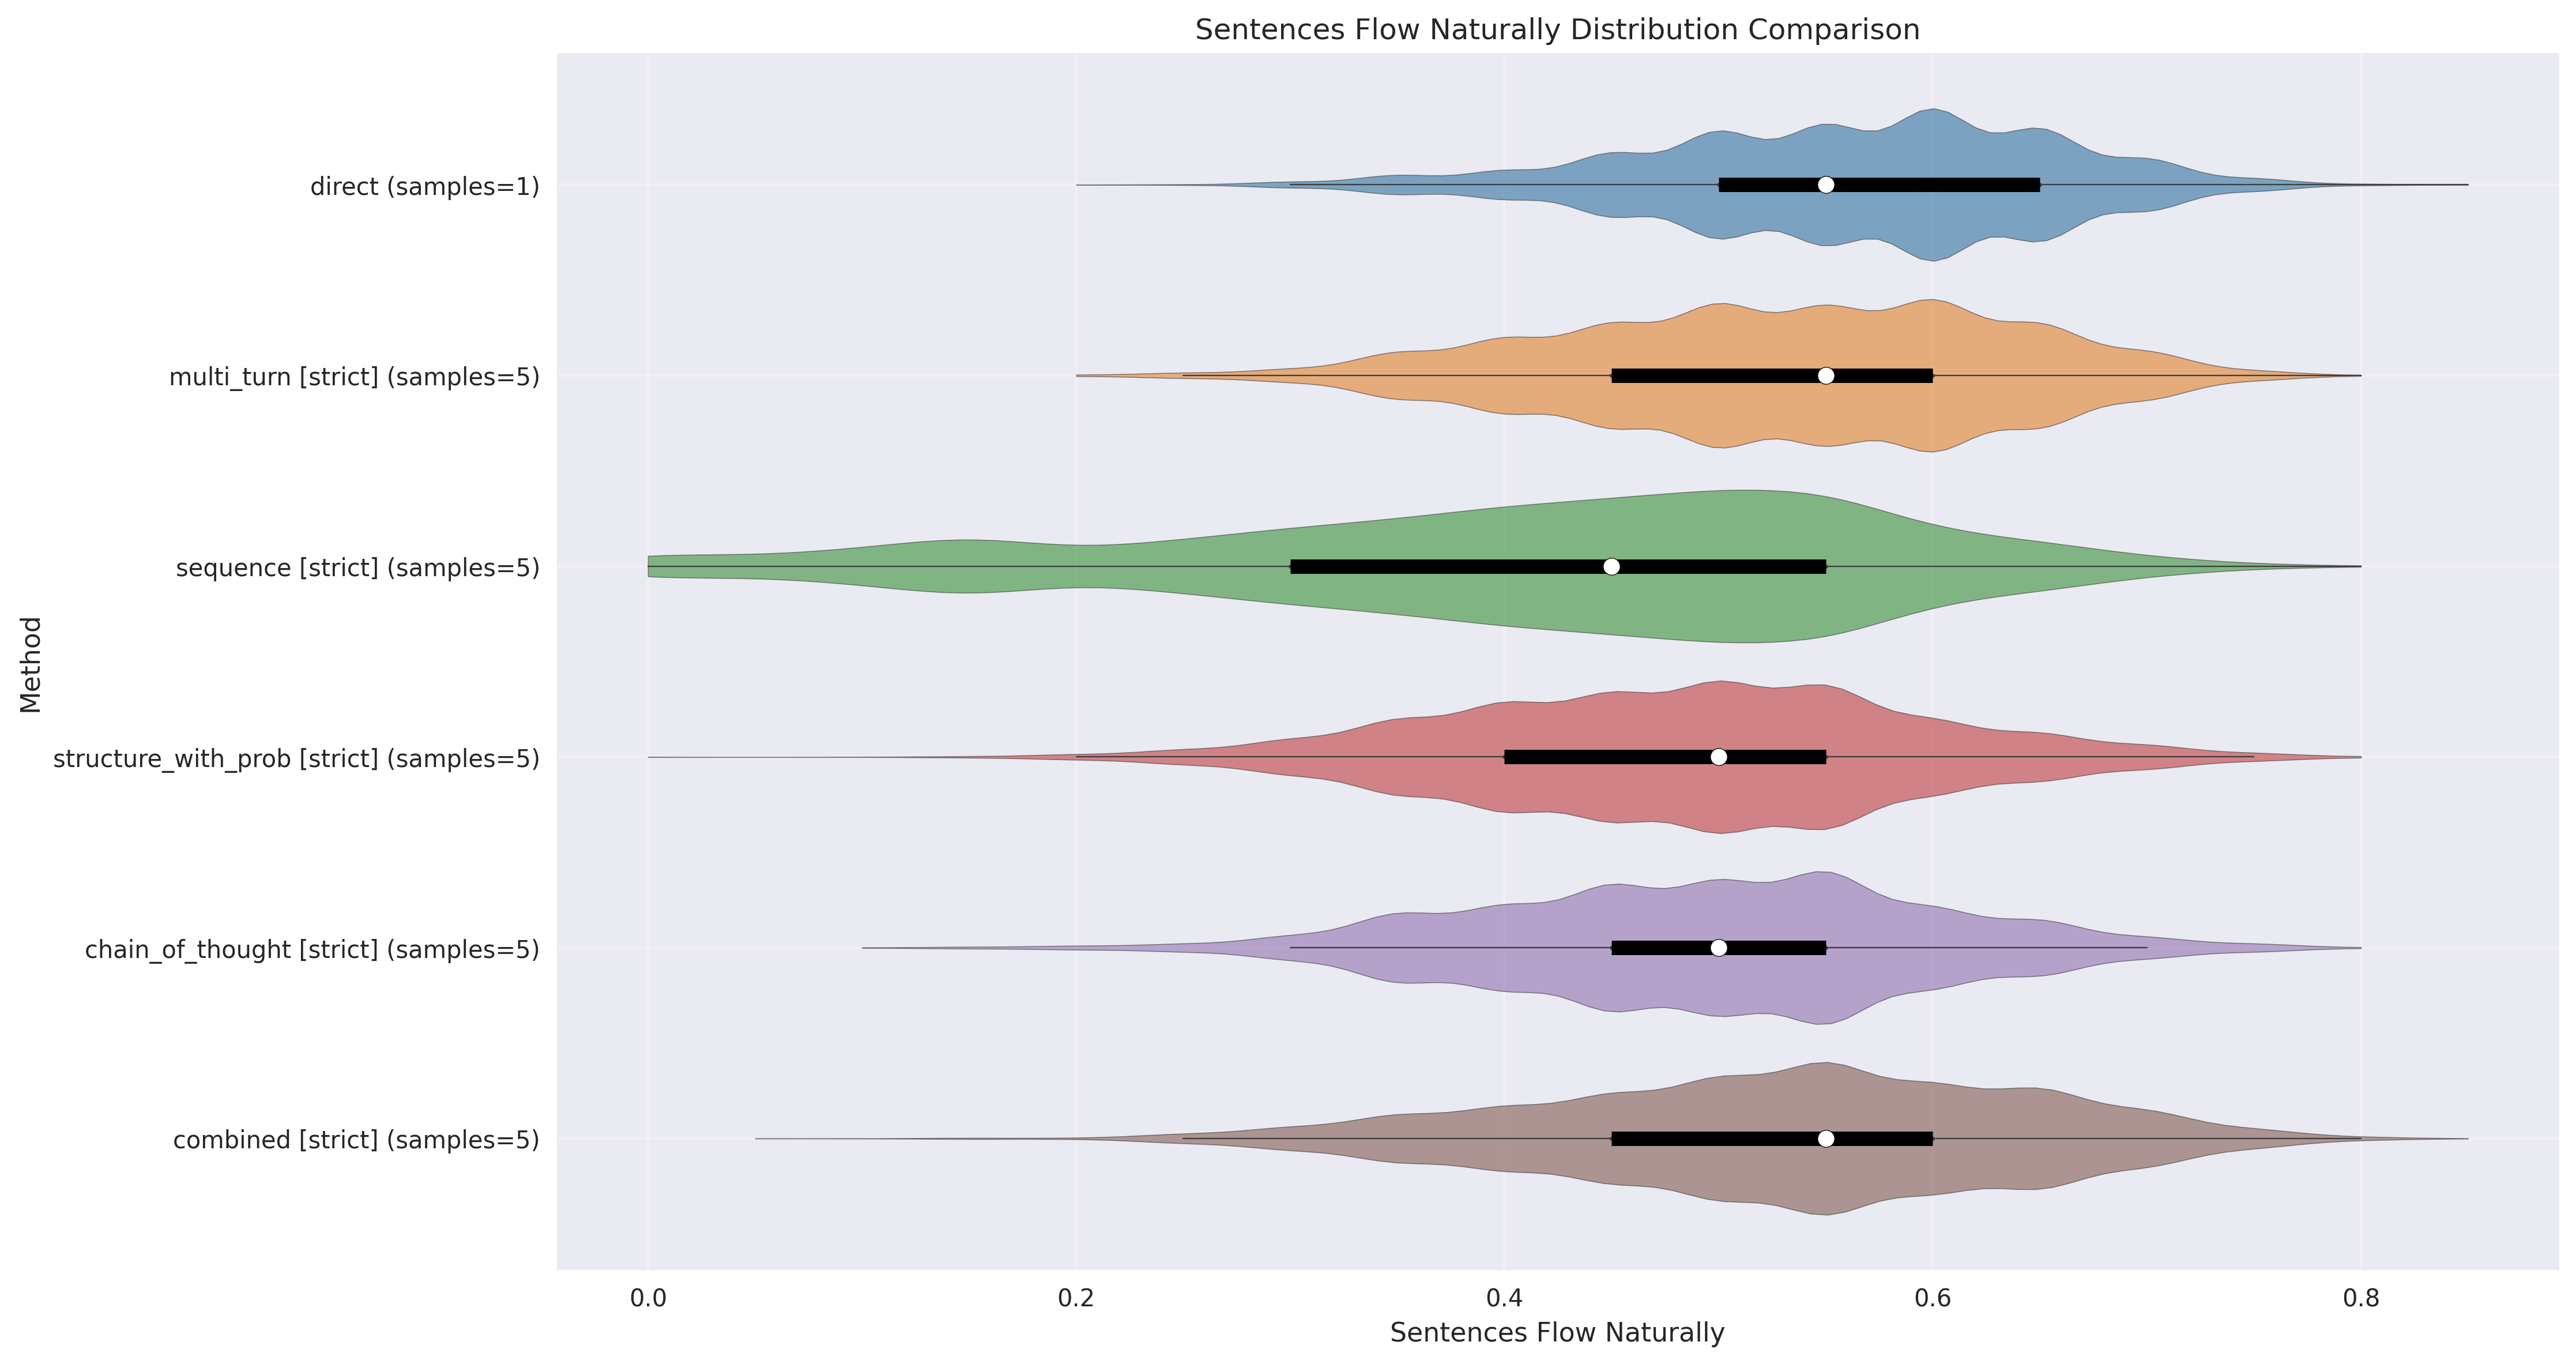 Sentences Flow Naturally Distribution Comparison
Method
direct (samples=1)
multi_turn [strict] (samples=5)
sequence [strict] (samples=5)
structure_with_prob [strict] (samples=5)
chain_of_thought [strict] (samples=5)
combined [strict] (samples=5)
0.0 0.2 0.4 0.6 0.8
Sentences Flow Naturally